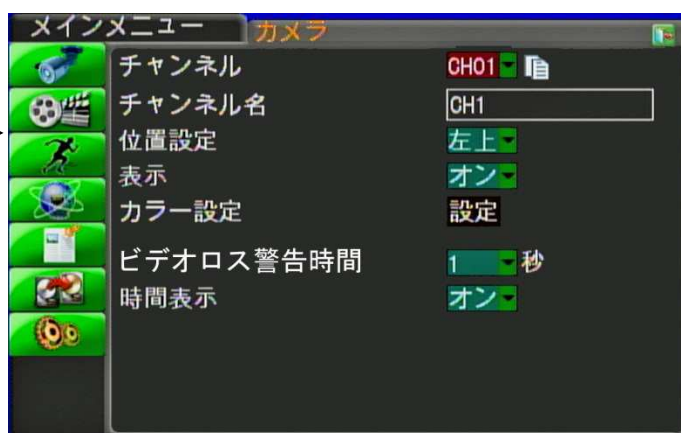 メインメニュー カメラ
チャンネル CH01
チャンネル名 CH1
位置設定 左上
表示 オン
カラー設定 設定
ビデオロス警告時間 1 秒
時間表示 オン